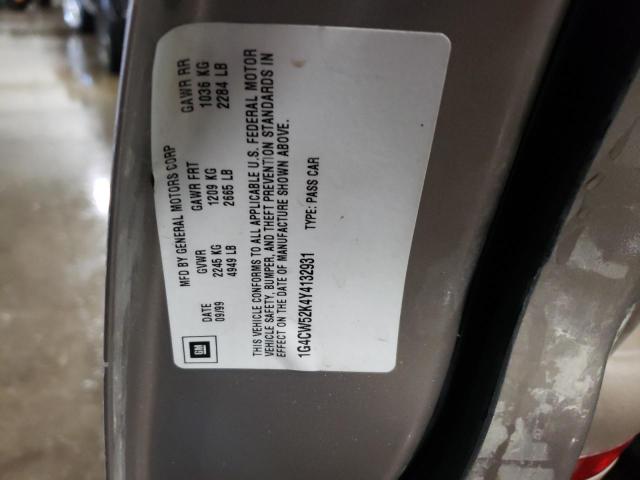 MFD BY GENERAL MOTORS CORP
DATE GVWR GAWR FRT GAWR RR
09/99 2245 KG 1209 KG 1036 KG
4949 LB 2665 LB 2284 LB
THIS VEHICLE CONFORMS TO ALL APPLICABLE U.S. FEDERAL MOTOR
VEHICLE SAFETY, BUMPER, AND THEFT PREVENTION STANDARDS IN
EFFECT ON THE DATE OF MANUFACTURE SHOWN ABOVE.
1G4CW52K4Y4132931 TYPE: PASS CAR
GM